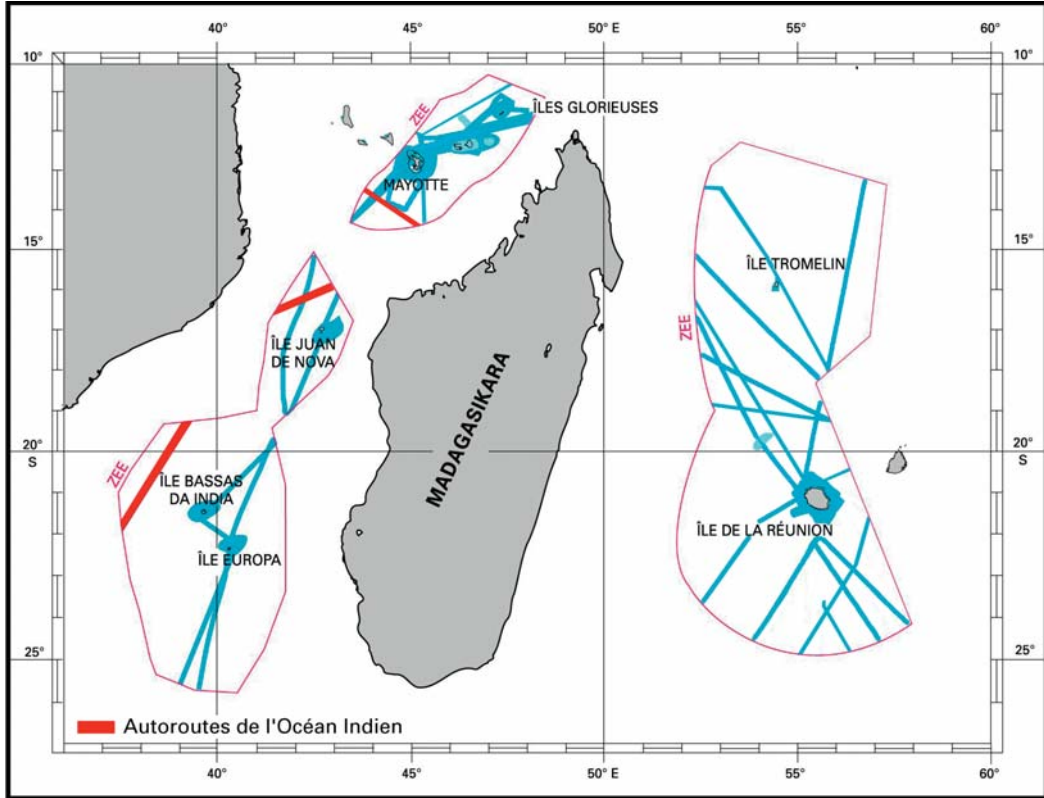 40°
45°
50° E
55°
60°
10°
10°
ZEE
ÎLES GLORIEUSES
MAYOTTE
15°
15°
ÎLE TROMELIN
ZEE
ÎLE JUAN
DE NOVA
MADAGASIKARA
20°
S
20°
S
ZEE
ÎLE BASSAS
DA INDIA
ÎLE EUROPA
ÎLE DE LA RÉUNION
25°
25°
Autoroutes de l'Océan Indien
40°
45°
50° E
55°
60°